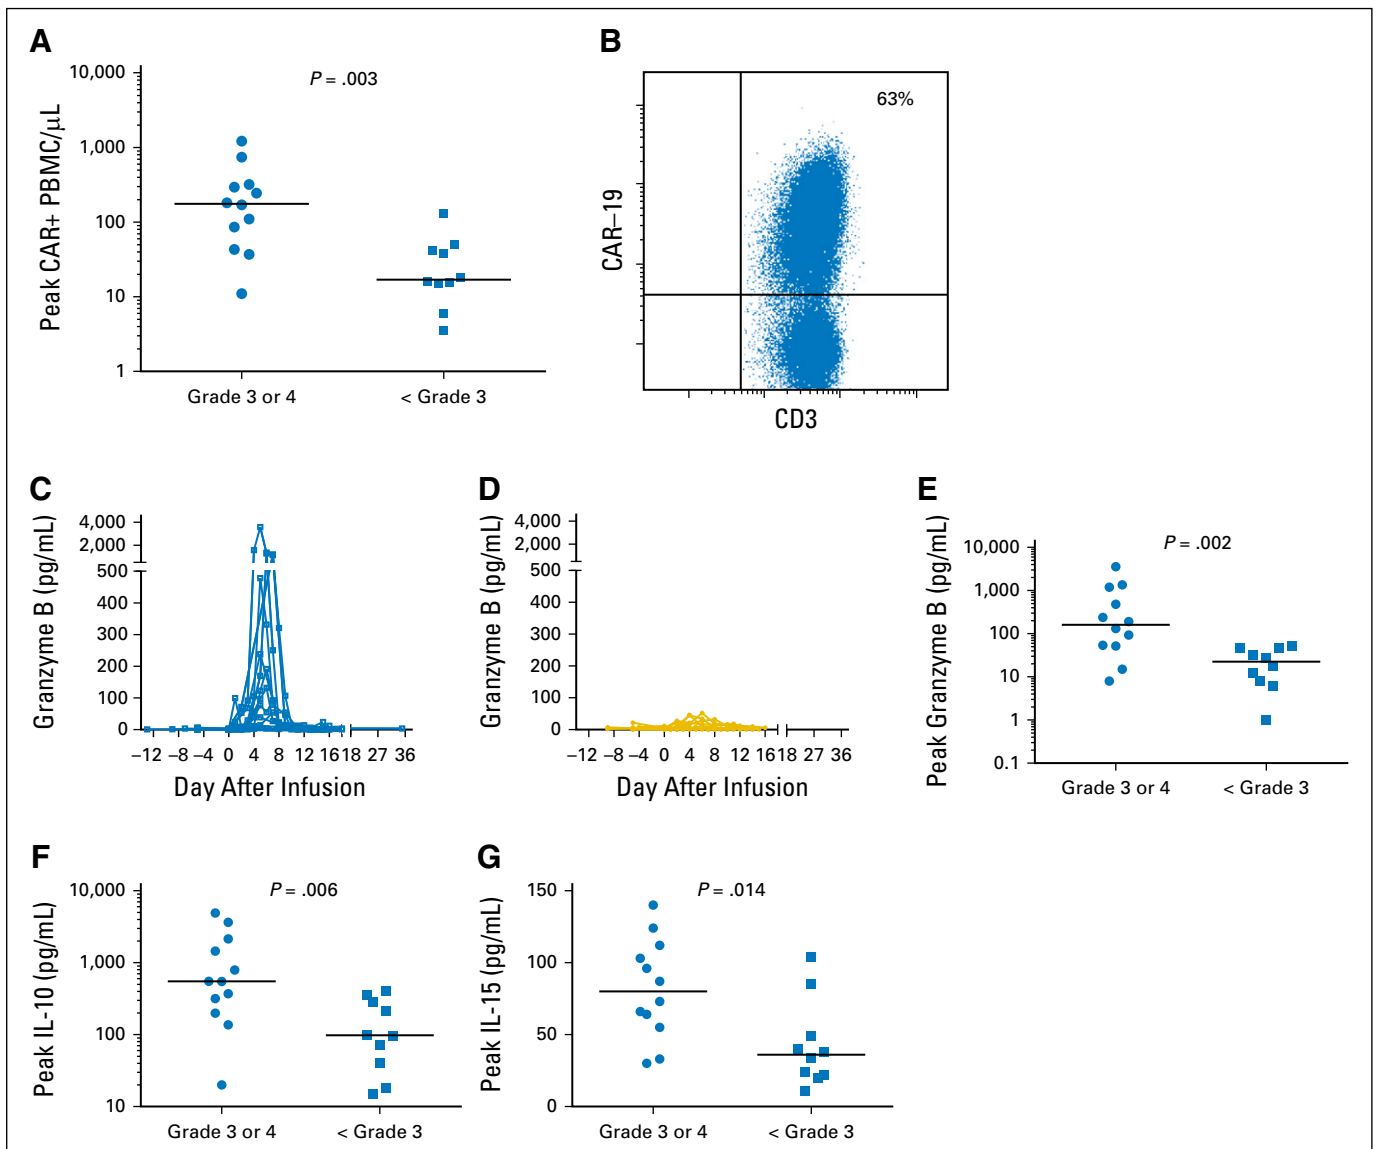 A
P = .003
Peak CAR+ PBMC/μL
10,000
1,000
100
10
1
Grade 3 or 4
< Grade 3
B
63%
CAR–19
CD3
C
Granzyme B (pg/mL)
4,000
2,000
500
400
300
200
100
0
−12 −8 −4 0 4 8 12 16 18 27 36
Day After Infusion
D
Granzyme B (pg/mL)
4,000
2,000
500
400
300
200
100
0
−12 −8 −4 0 4 8 12 16 18 27 36
Day After Infusion
E
P = .002
Peak Granzyme B (pg/mL)
10,000
1,000
100
10
1
0.1
Grade 3 or 4
< Grade 3
F
P = .006
Peak IL-10 (pg/mL)
10,000
1,000
100
10
Grade 3 or 4
< Grade 3
G
P = .014
Peak IL-15 (pg/mL)
150
100
50
0
Grade 3 or 4
< Grade 3